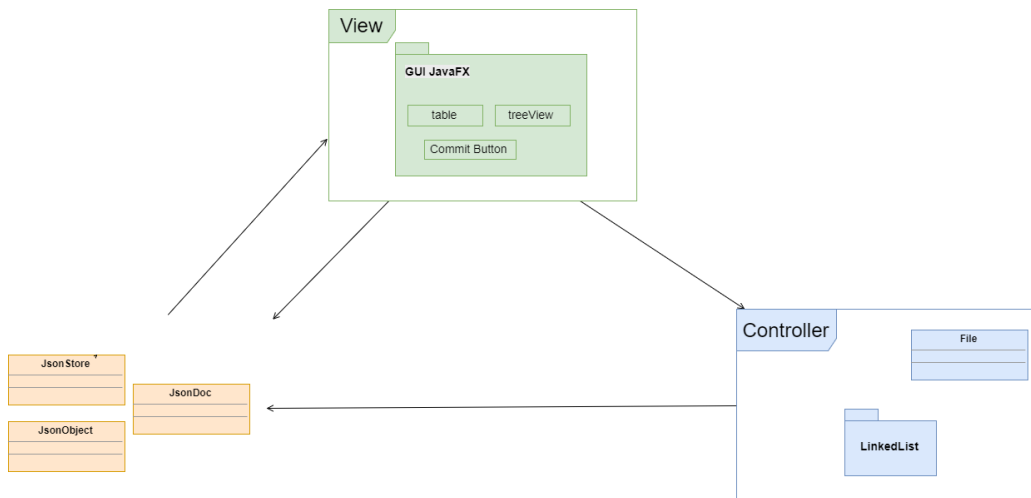 View
GUI JavaFX
table
treeView
Commit Button
Controller
File
JsonStore
JsonDoc
JsonObject
LinkedList